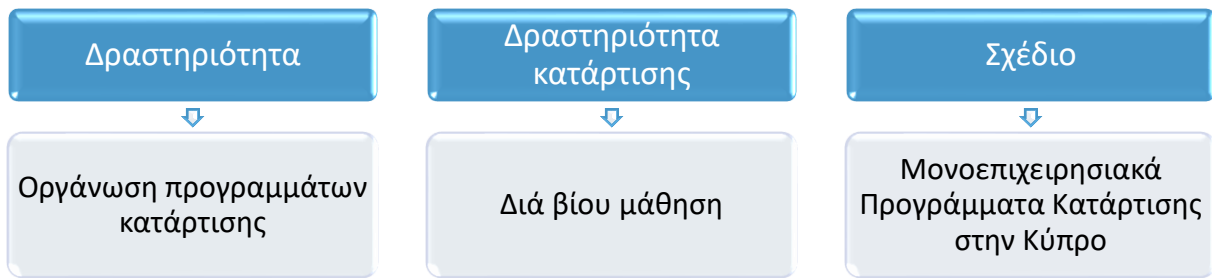 Δραστηριότητα
Οργάνωση προγραμμάτων
κατάρτισης
Δραστηριότητα
κατάρτισης
Διά βίου μάθηση
Σχέδιο
Μονοεπιχειρησιακά
Προγράμματα Κατάρτισης
στην Κύπρο